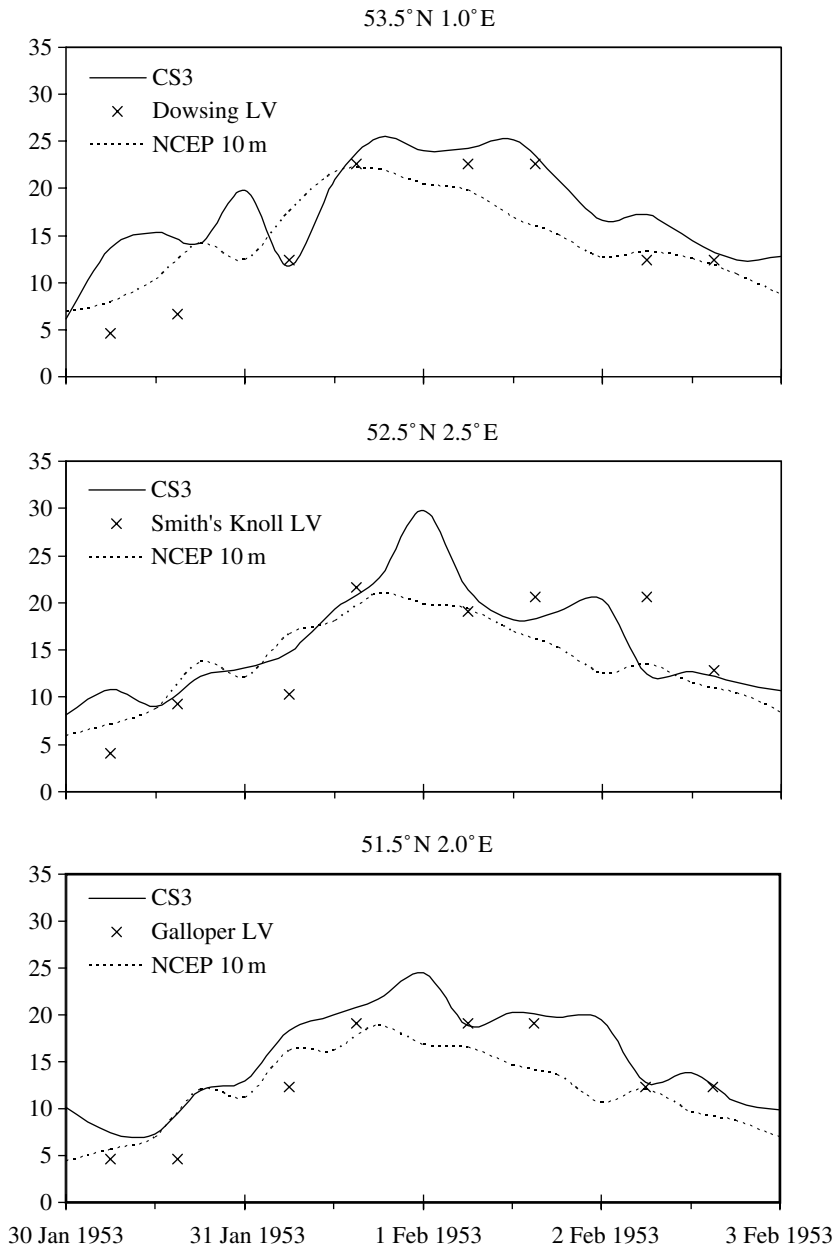 53.5°N 1.0°E
35
30
25
20
15
10
5
0
CS3
Dowsing LV
NCEP 10 m
52.5°N 2.5°E
35
30
25
20
15
10
5
0
CS3
Smith's Knoll LV
NCEP 10 m
51.5°N 2.0°E
35
30
25
20
15
10
5
0
CS3
Galloper LV
NCEP 10 m
30 Jan 1953 31 Jan 1953 1 Feb 1953 2 Feb 1953 3 Feb 1953